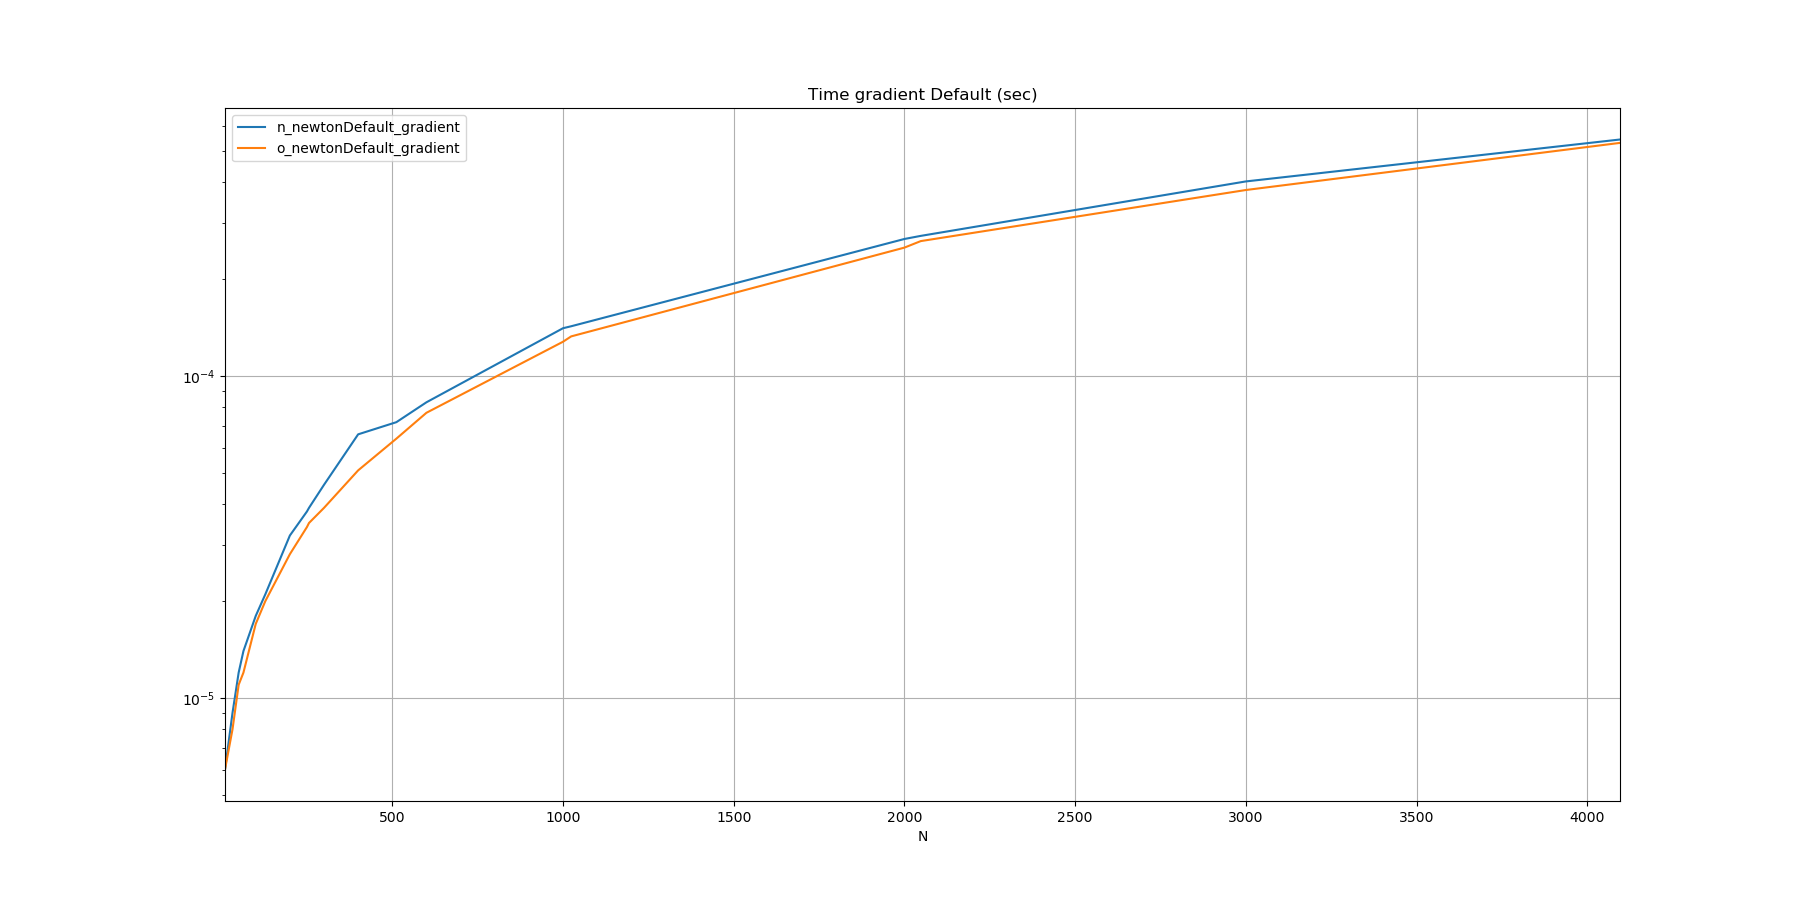 Time gradient Default (sec)
n_newtonDefault_gradient
o_newtonDefault_gradient
10⁻⁴
10⁻⁵
500 1000 1500 2000 2500 3000 3500 4000
N